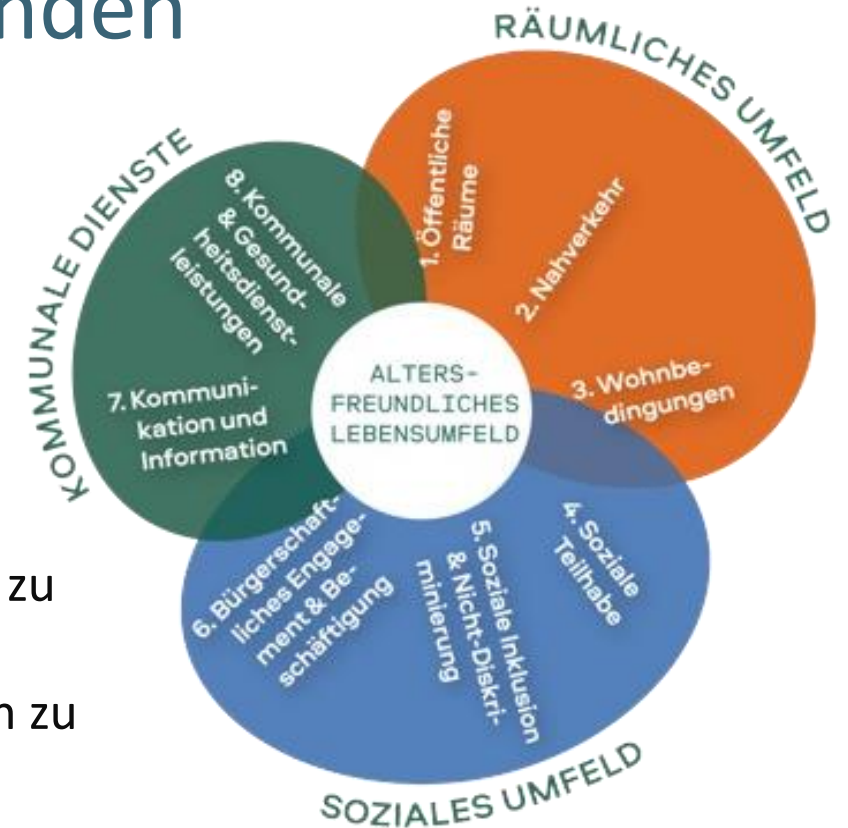 nden
RÄUMLICHES UMFELD
1. Öffentliche
Räume
2. Nahverkehr
3. Wohnbe-
dingungen
KOMMUNALE DIENSTE
8. Kommunale
& Gesund-
heitsdienst-
leistungen
7. Kommuni-
kation und
Information
ALTERS-
FREUNDLICHES
LEBENSUMFELD
4. Soziale
Teilhabe
5. Soziale Inklusion
& Nicht-Diskri-
minierung
6. Bürgerschaft-
liches Engage-
ment & Be-
schäftigung
SOZIALES UMFELD
zu
n zu